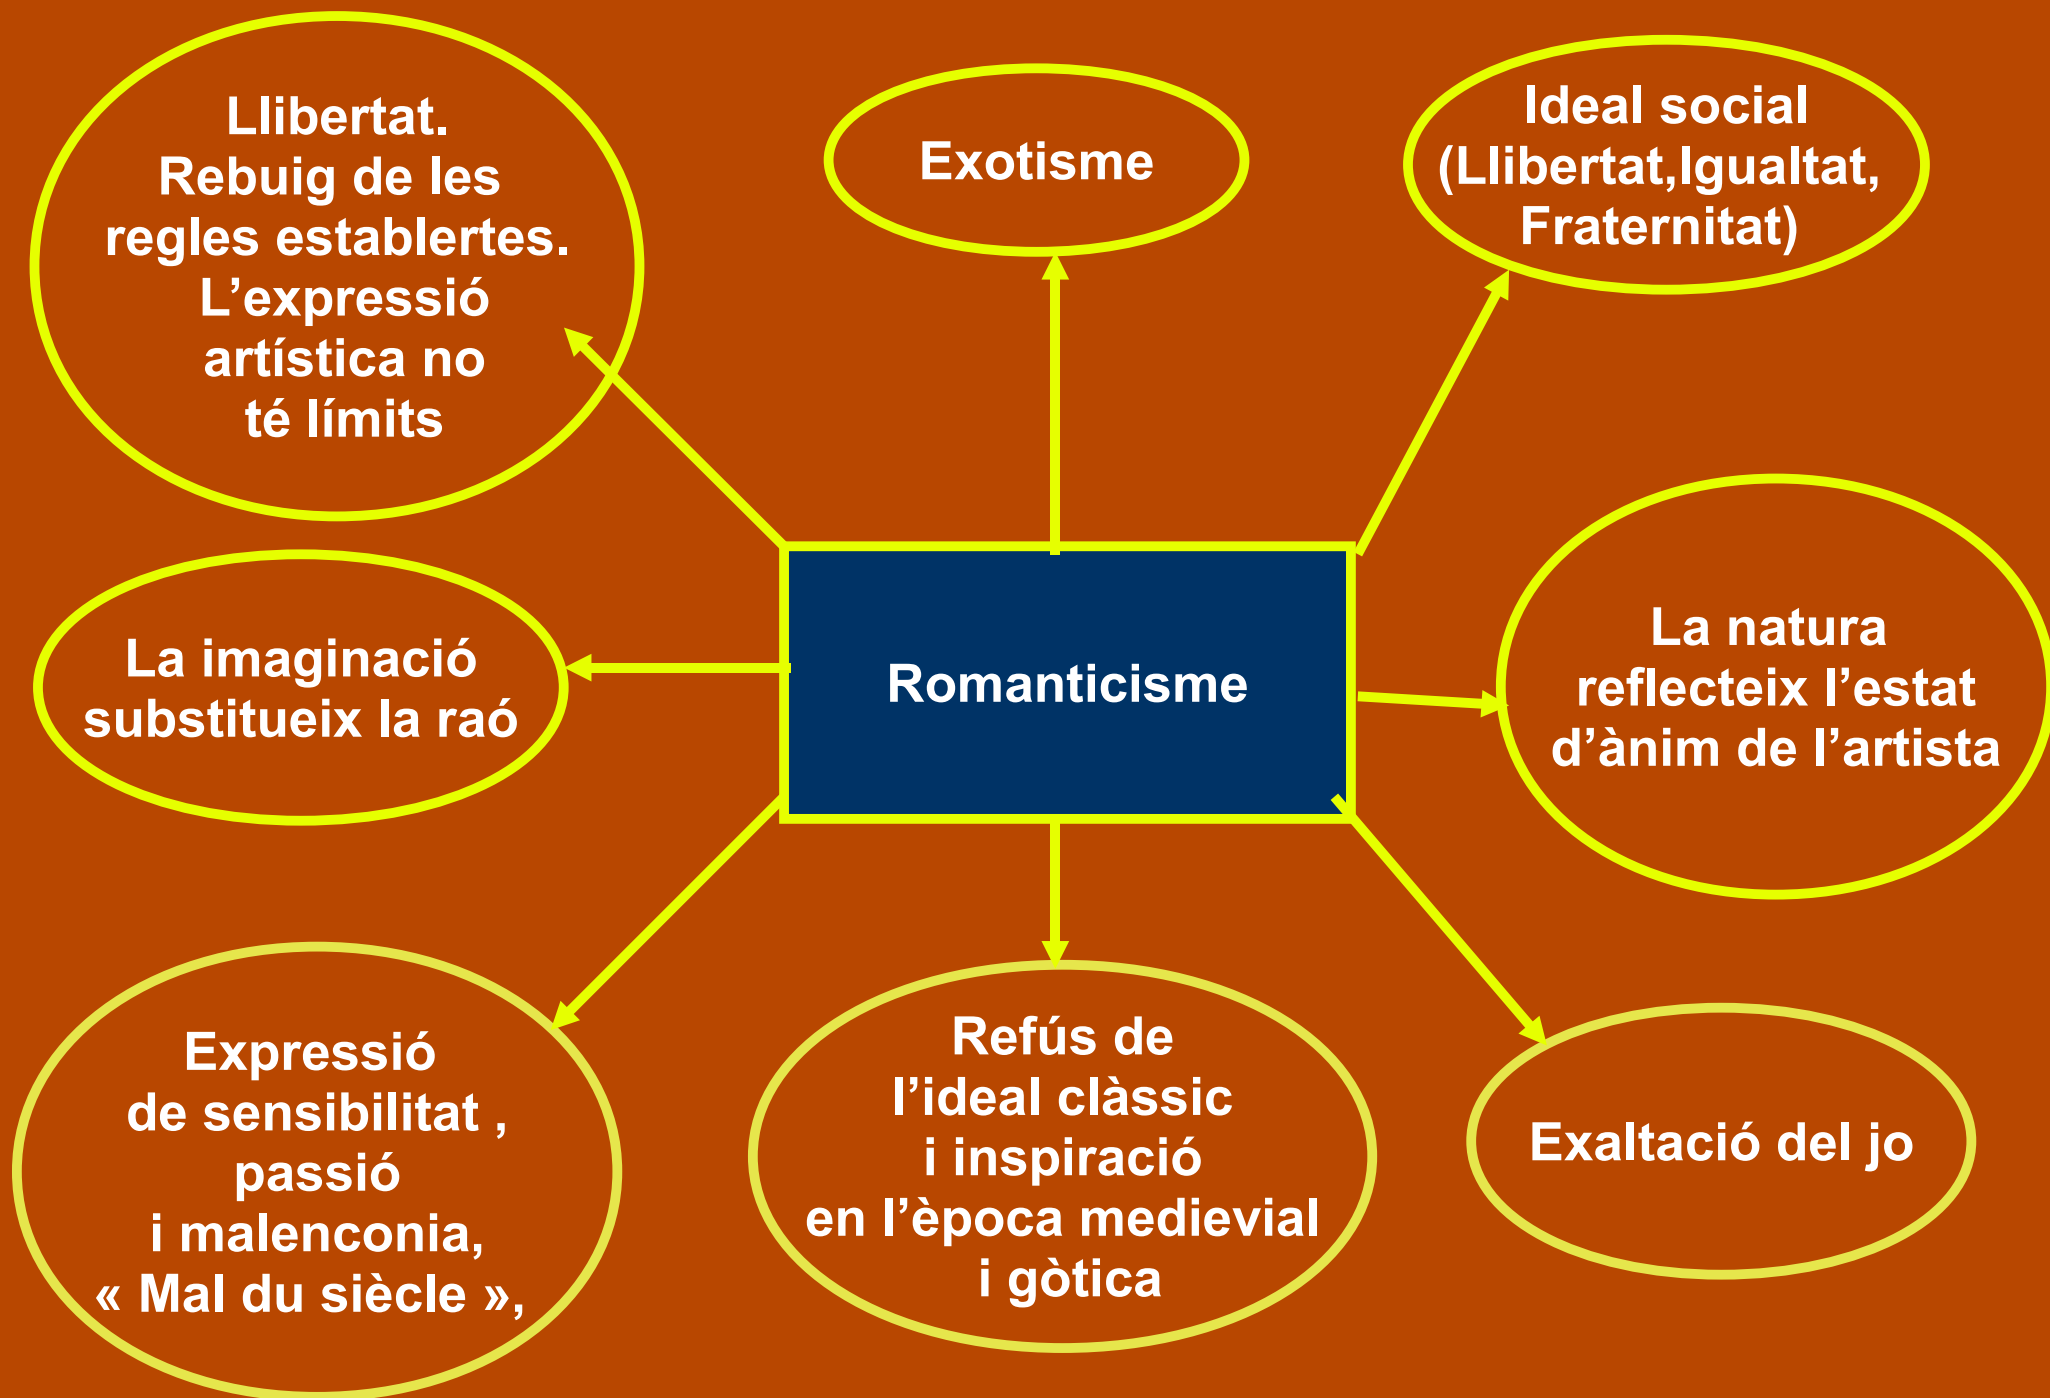 Llibertat.
Rebuig de les
regles establertes.
L’expressió
artística no
té límits
Exotisme
Ideal social
(Llibertat,Igualtat,
Fraternitat)
La imaginació
substitueix la raó
Romanticisme
La natura
reflecteix l’estat
d’ànim de l’artista
Expressió
de sensibilitat ,
passió
i malenconia,
« Mal du siècle »,
Refús de
l’ideal clàssic
i inspiració
en l’època medievial
i gòtica
Exaltació del jo